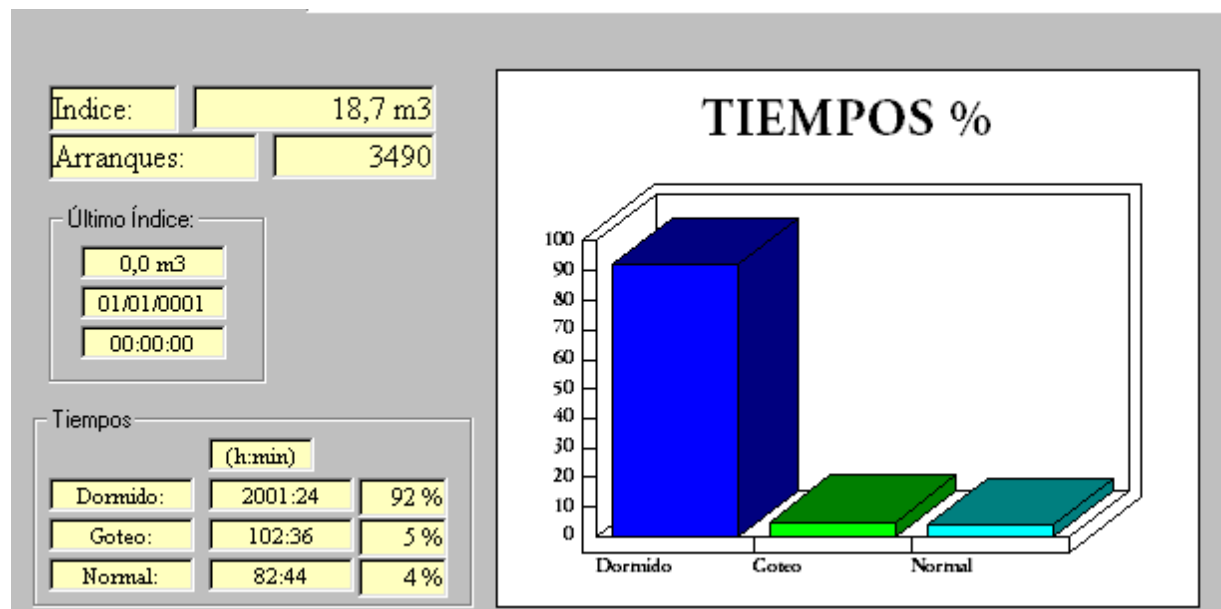 Indice: 18,7 m3
Arranques: 3490
Último Índice:
0,0 m3
01/01/0001
00:00:00
Tiempos
(h:min)
Dormido: 2001:24 92 %
Goteo: 102:36 5 %
Normal: 82:44 4 %
TIEMPOS %
100
90
80
70
60
50
40
30
20
10
0
Dormido Goteo Normal